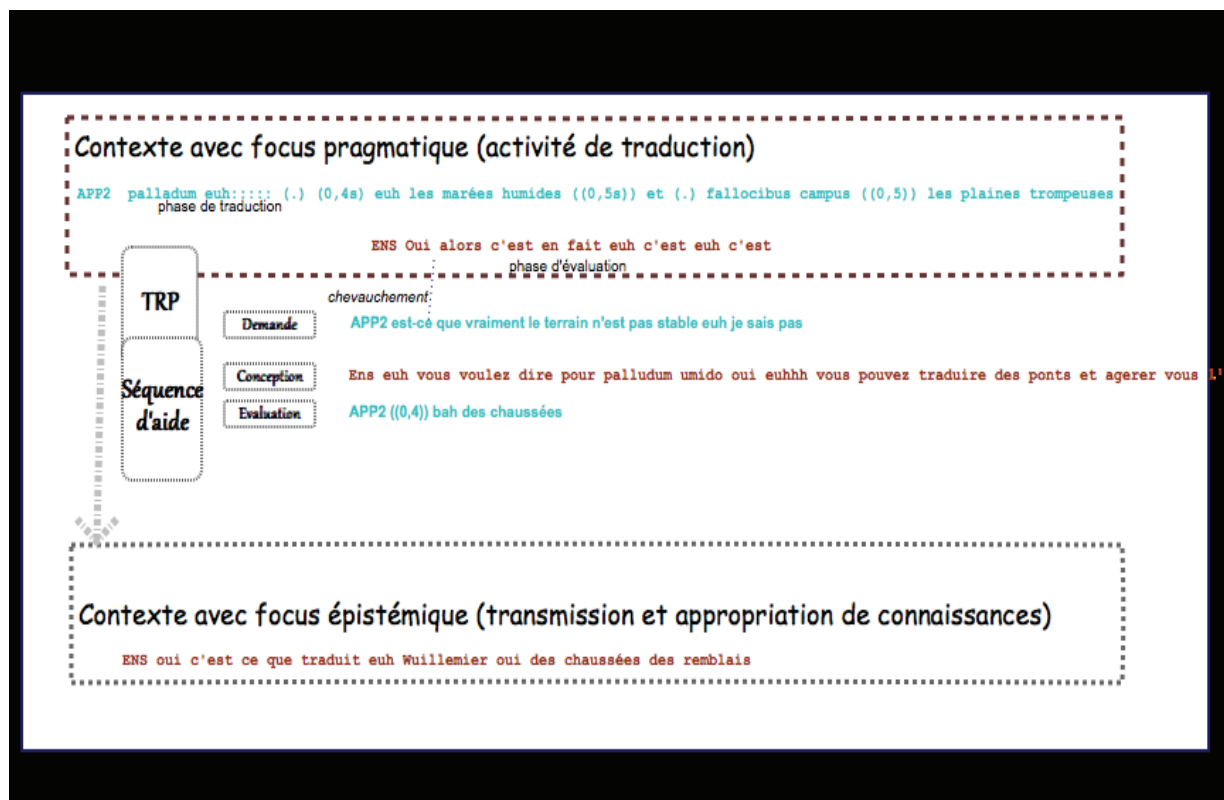 Contexte avec focus pragmatique (activité de traduction)
APP2 palladum euh::::: (.) (0,4s) euh les marées humides ((0,5s)) et (.) fallocibus campus ((0,5)) les plaines trompeuses
phase de traduction
ENS Oui alors c'est en fait euh c'est euh c'est
phase d'évaluation
TRP
chevauchement
Demande
APP2 est-ce que vraiment le terrain n'est pas stable euh je sais pas
Séquence d'aide
Conception
Ens euh vous voulez dire pour palludum umido oui euhhh vous pouvez traduire des ponts et agerer vous
Evaluation
APP2 ((0,4)) bah des chaussées
Contexte avec focus épistémique (transmission et appropriation de connaissances)
ENS oui c'est ce que traduit euh Wuillemier oui des chaussées des remblais